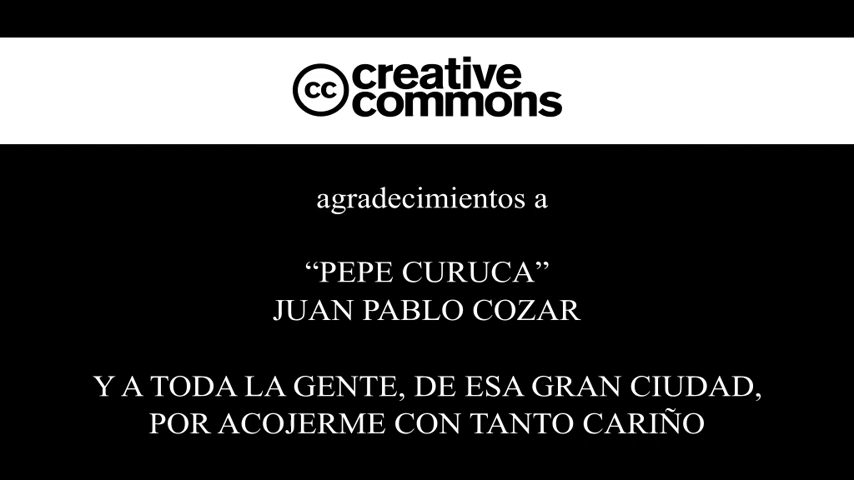 cc creative
commons
agradecimientos a
“PEPE CURUCA”
JUAN PABLO COZAR
Y A TODA LA GENTE, DE ESA GRAN CIUDAD,
POR ACOJERME CON TANTO CARIÑO